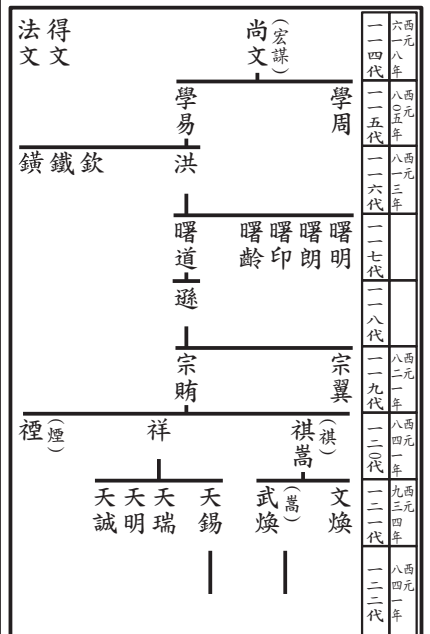 西元六一八年
一一四代
尚文
(宏謀)
得文
法文
西元八〇五年
一一五代
學周
學易
西元八一三年
一一六代
洪
欽
鐵
鐄
一一七代
曙明
曙朗
曙印
曙齡
曙道
一一八代
遜
西元八二一年
一一九代
宗翼
宗賄
西元八四一年
一二〇代
祺嵩
(祺)
祥
禋
(煙)
西元九三四年
一二一代
文煥
武煥
(嵩)
天錫
天瑞
天明
天誠
西元八四一年
一二二代